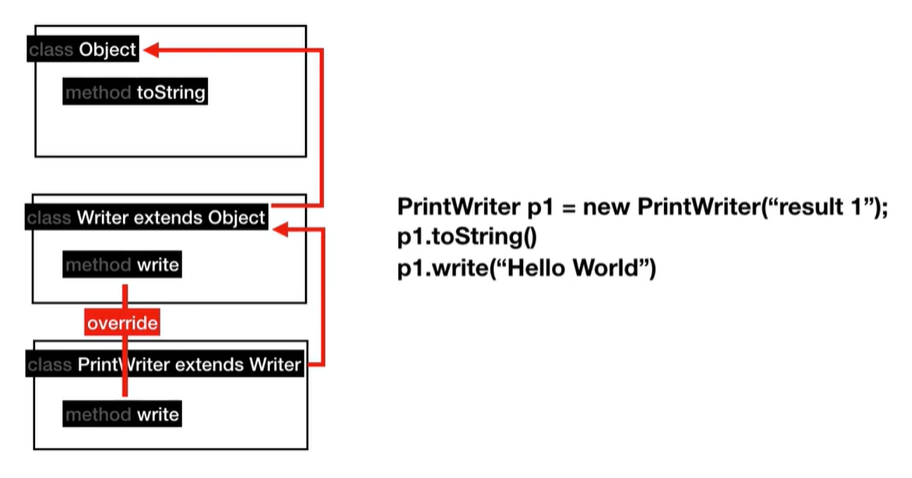 class Object
method toString
class Writer extends Object
method write
override
class PrintWriter extends Writer
method write
PrintWriter p1 = new PrintWriter(“result 1”);
p1.toString()
p1.write(“Hello World”)